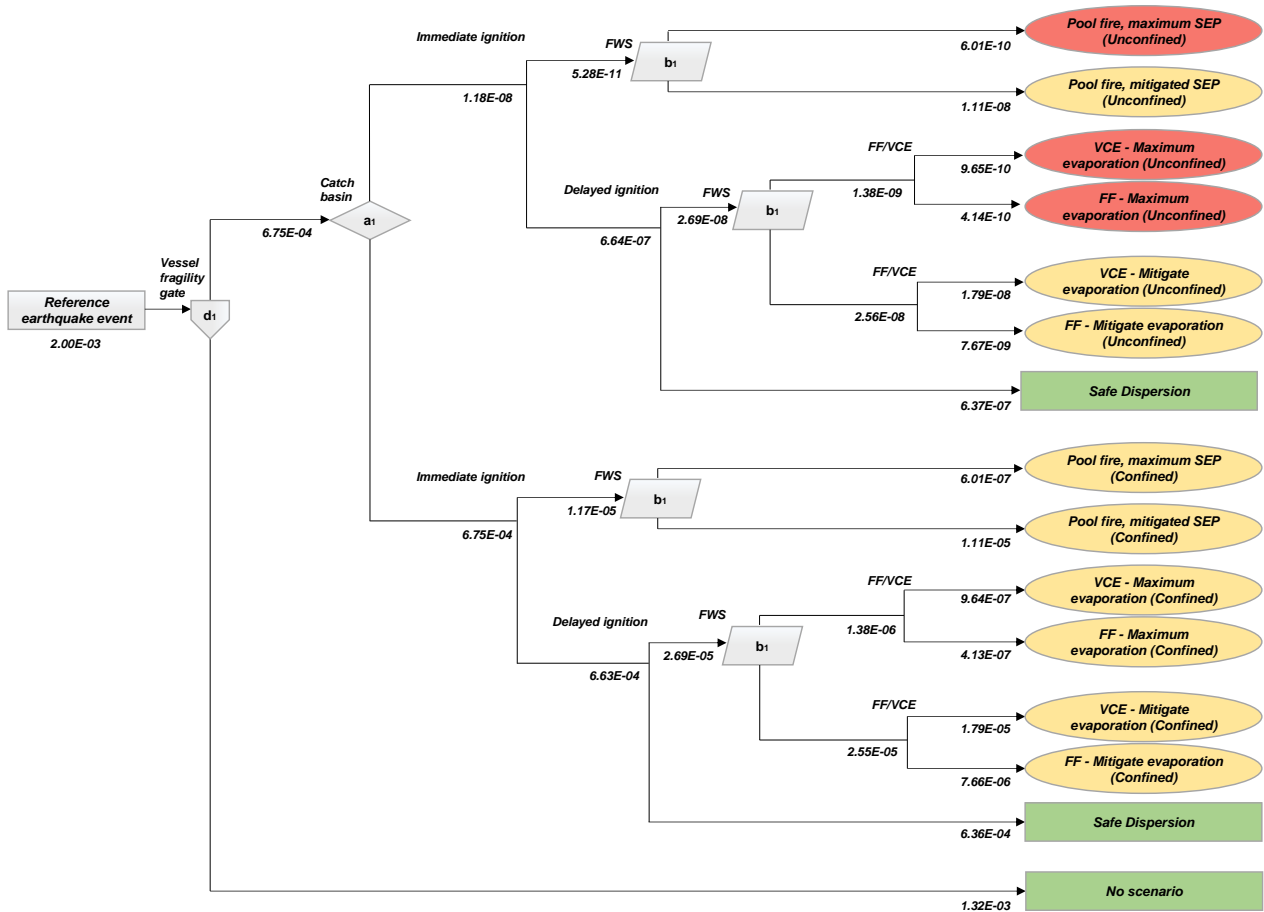 Immediate ignition
1.18E-08
FWS
5.28E-11
b1
6.01E-10
Pool fire, maximum SEP
(Unconfined)
1.11E-08
Pool fire, mitigated SEP
(Unconfined)
Delayed ignition
6.64E-07
FWS
2.69E-08
b1
FF/VCE
1.38E-09
9.65E-10
VCE - Maximum
evaporation (Unconfined)
4.14E-10
FF - Maximum
evaporation (Unconfined)
FF/VCE
2.56E-08
1.79E-08
VCE - Mitigate
evaporation (Unconfined)
7.67E-09
FF - Mitigate evaporation
(Unconfined)
6.37E-07
Safe Dispersion
Catch
basin
a1
6.75E-04
Vessel
fragility
gate
d1
Reference
earthquake event
2.00E-03
Immediate ignition
6.75E-04
FWS
1.17E-05
b1
6.01E-07
Pool fire, maximum SEP
(Confined)
1.11E-05
Pool fire, mitigated SEP
(Confined)
Delayed ignition
6.63E-04
FWS
2.69E-05
b1
FF/VCE
1.38E-06
9.64E-07
VCE - Maximum
evaporation (Confined)
4.13E-07
FF - Maximum
evaporation (Confined)
FF/VCE
2.55E-05
1.79E-05
VCE - Mitigate
evaporation (Confined)
7.66E-06
FF - Mitigate evaporation
(Confined)
6.36E-04
Safe Dispersion
1.32E-03
No scenario